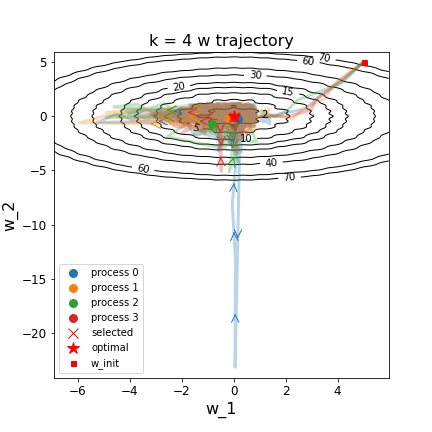 k = 4 w trajectory
60
70
30
20
15
2
5
10
40
60
70
5
0
−5
−10
−15
−20
w_2
process 0
process 1
process 2
process 3
selected
optimal
w_init
−6
−4
−2
0
2
4
w_1